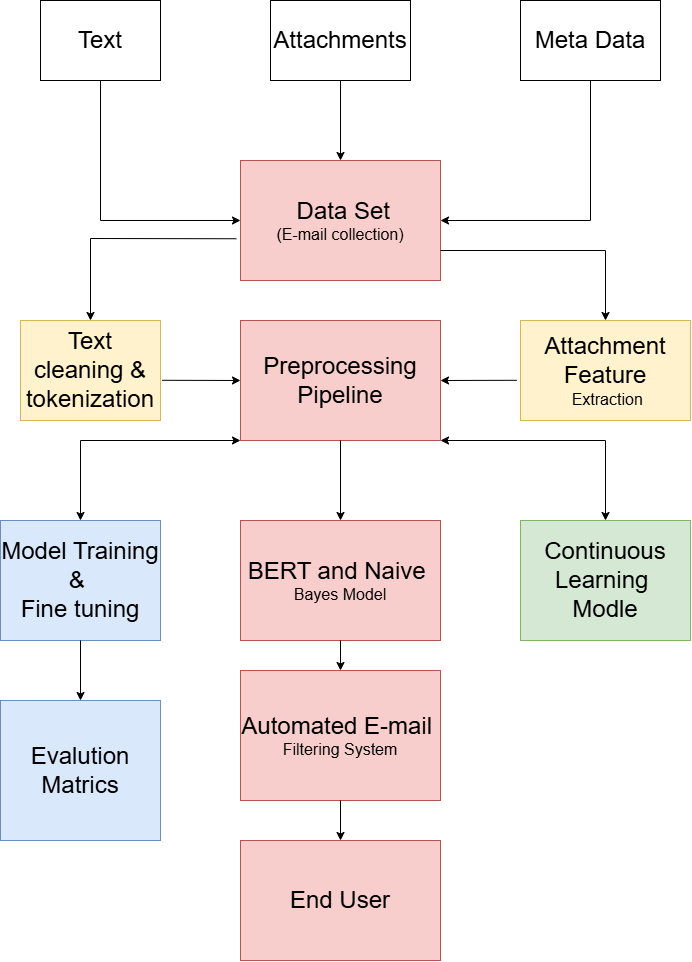 Text
Attachments
Meta Data
Data Set
(E-mail collection)
Text
cleaning &
tokenization
Preprocessing
Pipeline
Attachment
Feature
Extraction
Model Training
&
Fine tuning
BERT and Naive
Bayes Model
Continuous
Learning
Modle
Evalution
Matrics
Automated E-mail
Filtering System
End User